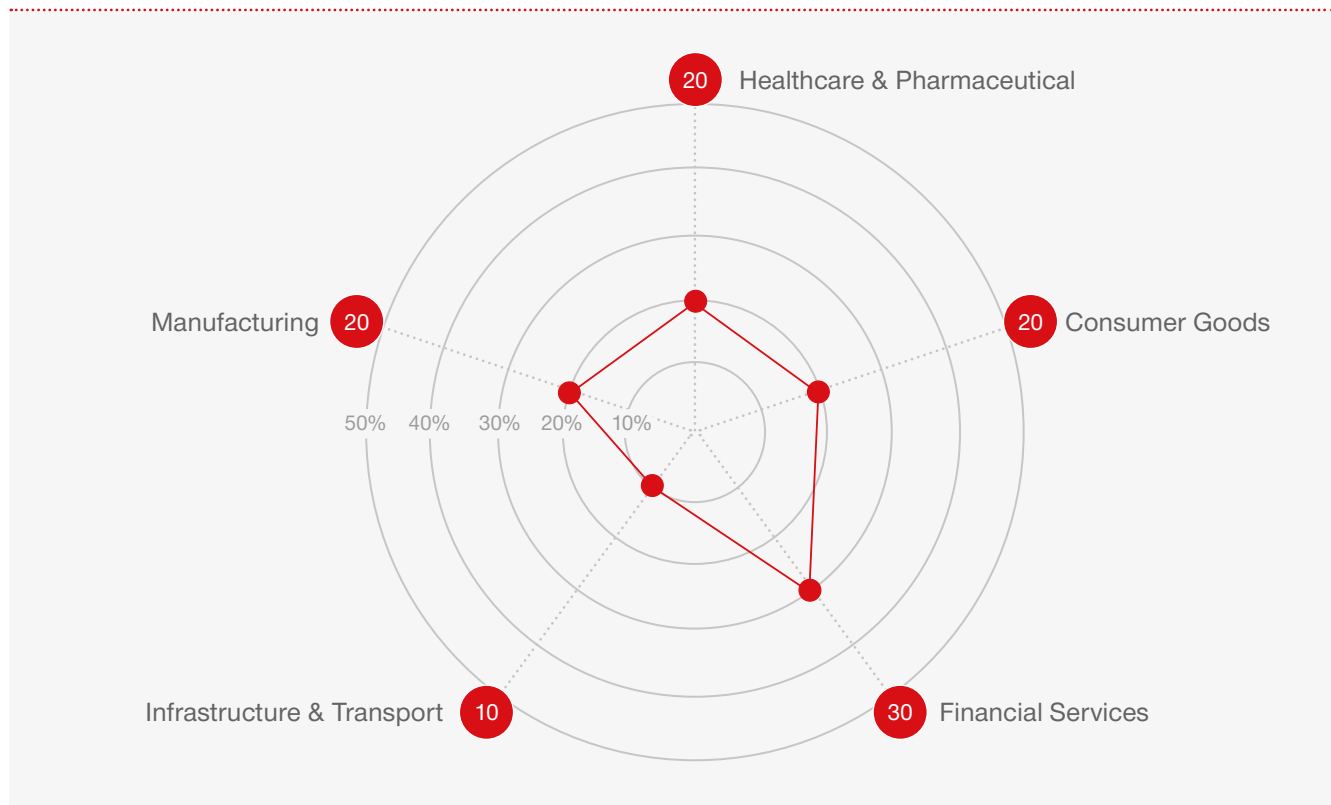 20 Healthcare & Pharmaceutical
Manufacturing 20
20 Consumer Goods
50% 40% 30% 20% 10%
Infrastructure & Transport 10
30 Financial Services